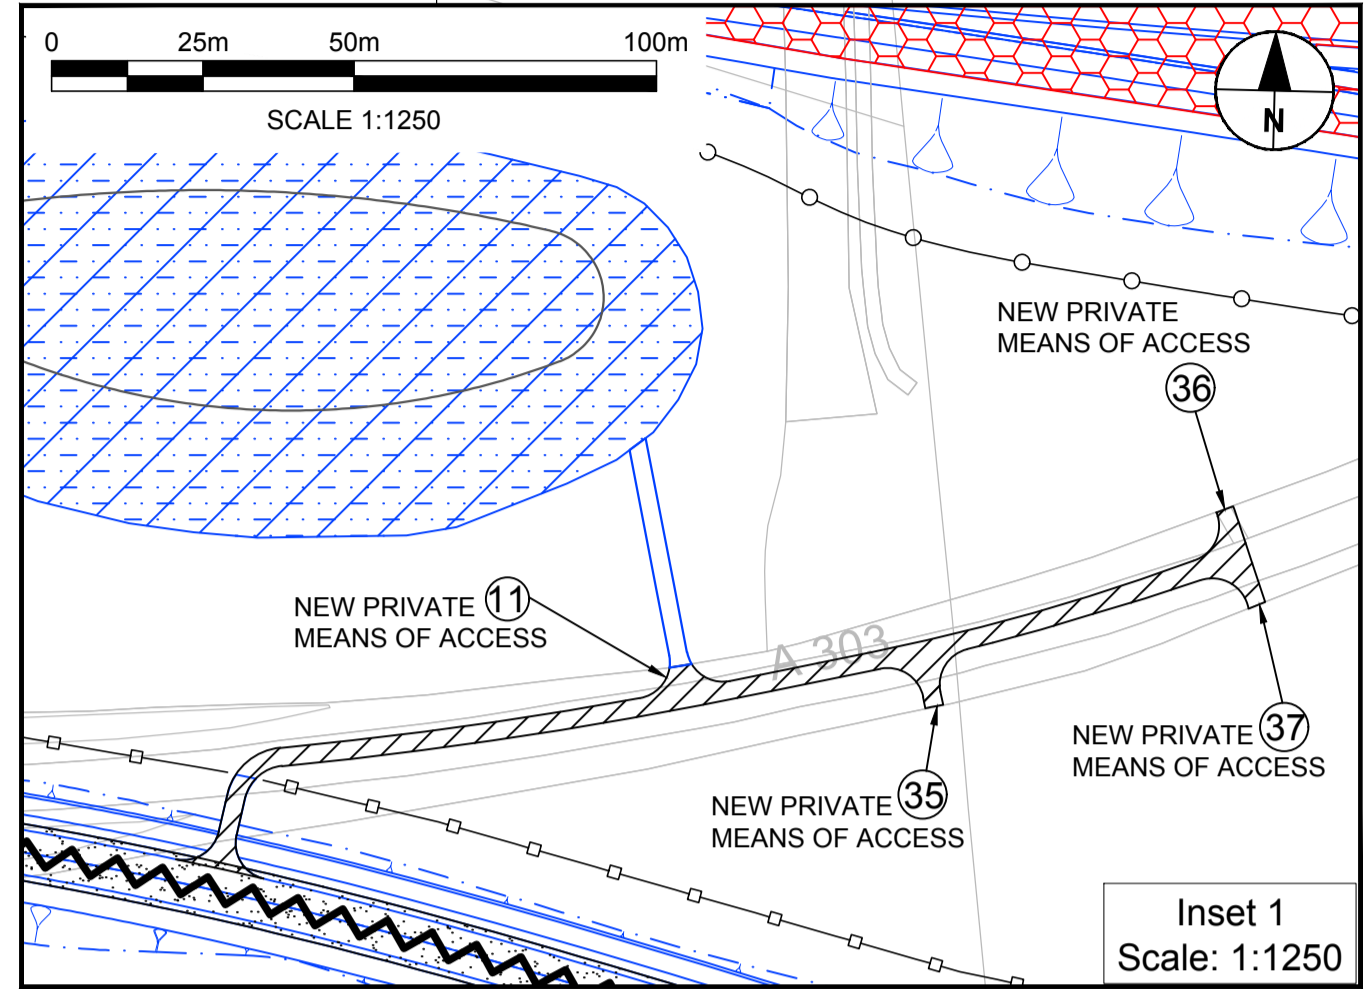 0 25m 50m 100m
SCALE 1:1250
N
NEW PRIVATE
MEANS OF ACCESS
36
NEW PRIVATE 11
MEANS OF ACCESS
A 303
NEW PRIVATE 37
MEANS OF ACCESS
NEW PRIVATE 35
MEANS OF ACCESS
Inset 1
Scale: 1:1250